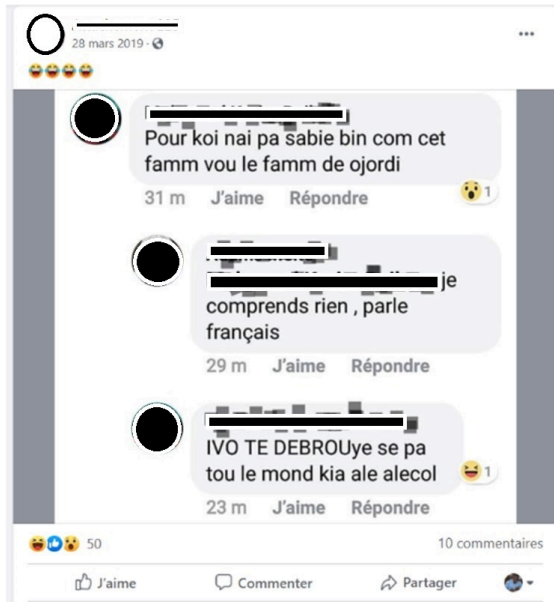 28 mars 2019
Pour koi nai pa sabie bin com cet
famm vou le famm de ojordi
31 m J'aime Répondre
1
je
comprends rien , parle
français
29 m J'aime Répondre
IVO TE DEBROUye se pa
tou le mond kia ale alecol
1
23 m J'aime Répondre
50 10 commentaires
J'aime Commenter Partager